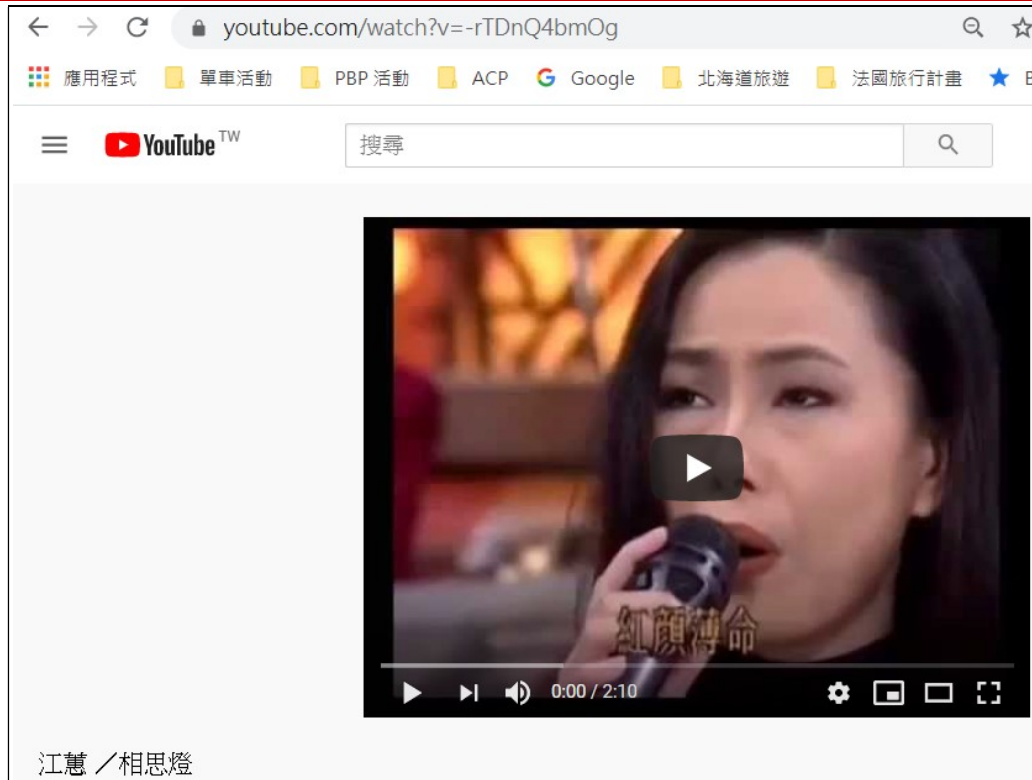 youtube.com/watch?v=-rTDnQ4bmOg
應用程式 單車活動 PBP 活動 ACP G Google 北海道旅遊 法國旅行計畫 E
YouTube TW
搜尋
紅顏薄命
0:00 / 2:10
江蕙 ／相思燈